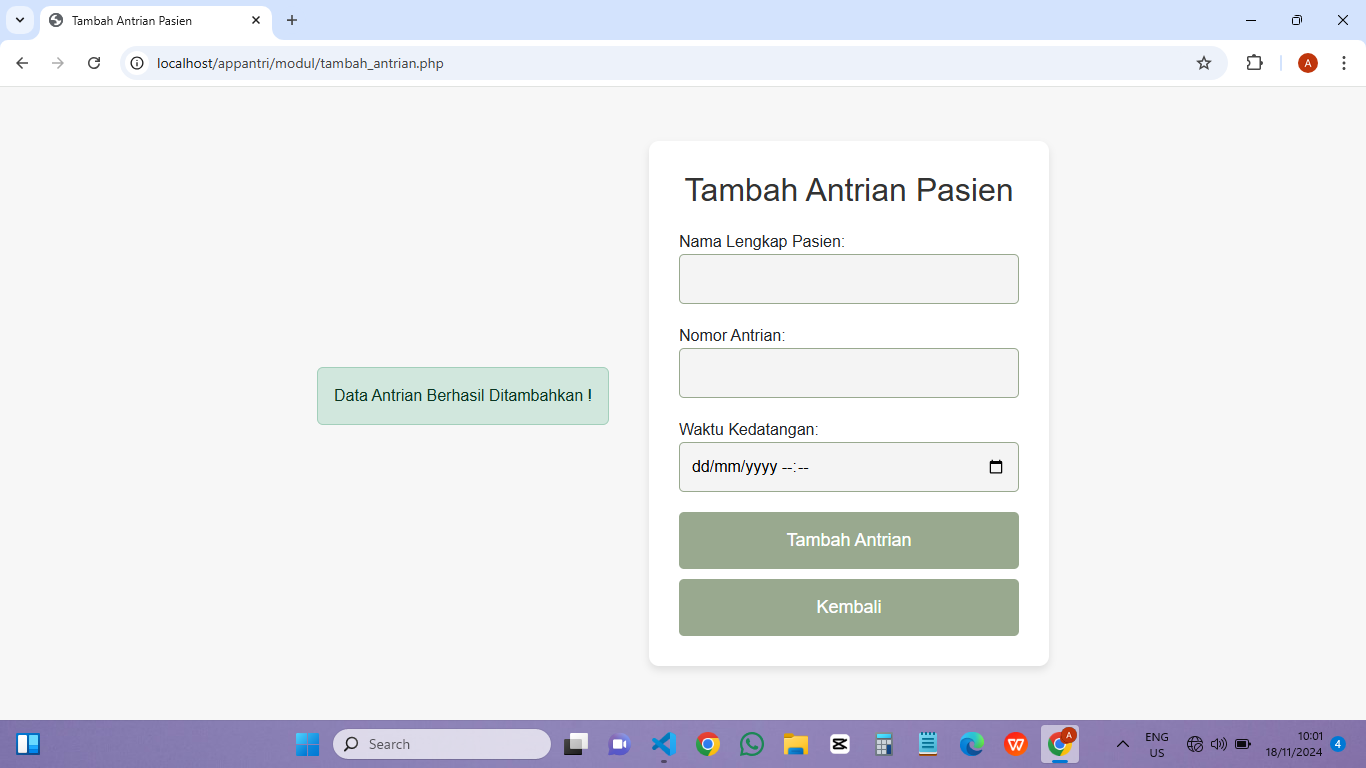 Tambah Antrian Pasien
localhost/appantri/modul/tambah_antrian.php
A
Tambah Antrian Pasien
Nama Lengkap Pasien:
Nomor Antrian:
Data Antrian Berhasil Ditambahkan !
Waktu Kedatangan:
dd/mm/yyyy --:--
Tambah Antrian
Kembali
Search
W
A
ENG
US
10:01
18/11/2024
4